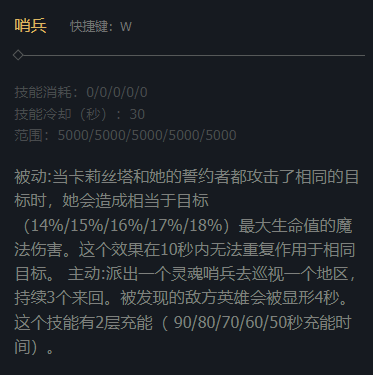 哨兵 快捷键：W
技能消耗：0/0/0/0/0
技能冷却（秒）：30
范围：5000/5000/5000/5000/5000
被动:当卡莉丝塔和她的誓约者都攻击了相同的目
标时，她会造成相当于目标
（14%/15%/16%/17%/18%）最大生命值的魔
法伤害。这个效果在10秒内无法重复作用于相同
目标。 主动:派出一个灵魂哨兵去巡视一个地区，
持续3个来回。被发现的敌方英雄会被显形4秒。
这个技能有2层充能（ 90/80/70/60/50秒充能时
间）。